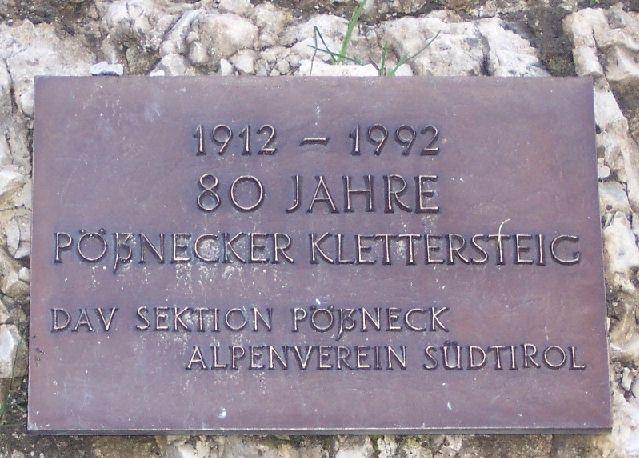 1912 – 1992
80 JAHRE
PÖßNECKER KLETTERSTEIG
DAV SEKTION PÖßNECK
ALPENVEREIN SÜDTIROL